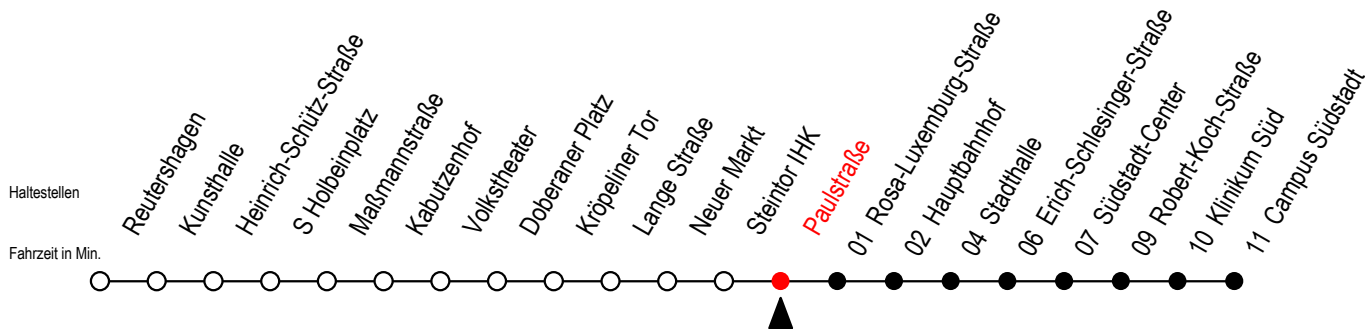 Haltestellen
Fahrzeit in Min.
Reutershagen
Kunsthalle
Heinrich-Schütz-Straße
S Holbeinplatz
Maßmannstraße
Kabutzenhof
Volkstheater
Doberaner Platz
Kröpeliner Tor
Lange Straße
Neuer Markt
Steintor IHK
Paulstraße
01 Rosa-Luxemburg-Straße
02 Hauptbahnhof
04 Stadthalle
06 Erich-Schlesinger-Straße
07 Südstadt-Center
09 Robert-Koch-Straße
10 Klinikum Süd
11 Campus Südstadt